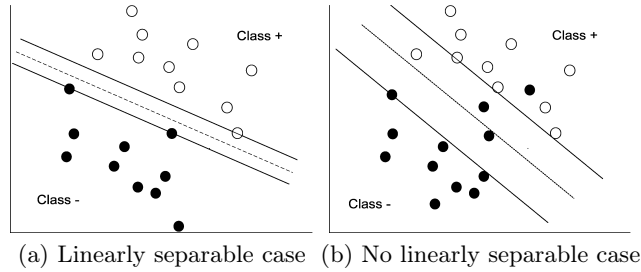 Class +
Class -
Class +
Class -
(a) Linearly separable case
(b) No linearly separable case